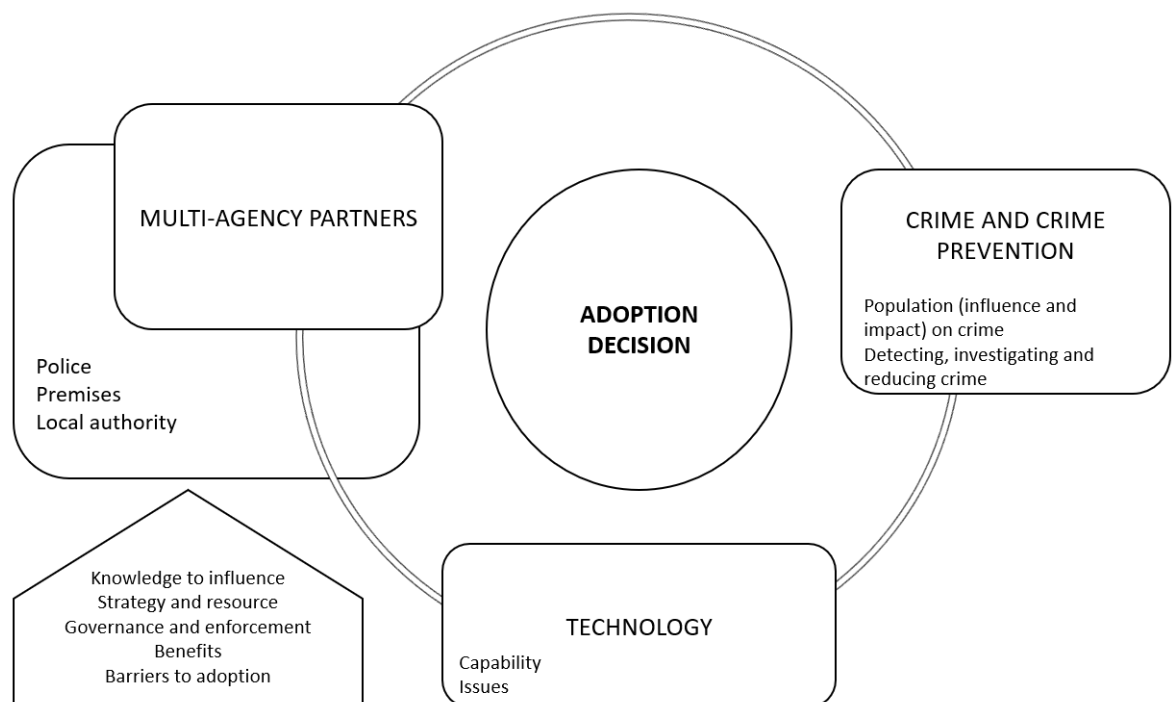 MULTI-AGENCY PARTNERS
Police
Premises
Local authority
Knowledge to influence
Strategy and resource
Governance and enforcement
Benefits
Barriers to adoption
ADOPTION
DECISION
CRIME AND CRIME
PREVENTION
Population (influence and
impact) on crime
Detecting, investigating and
reducing crime
TECHNOLOGY
Capability
Issues